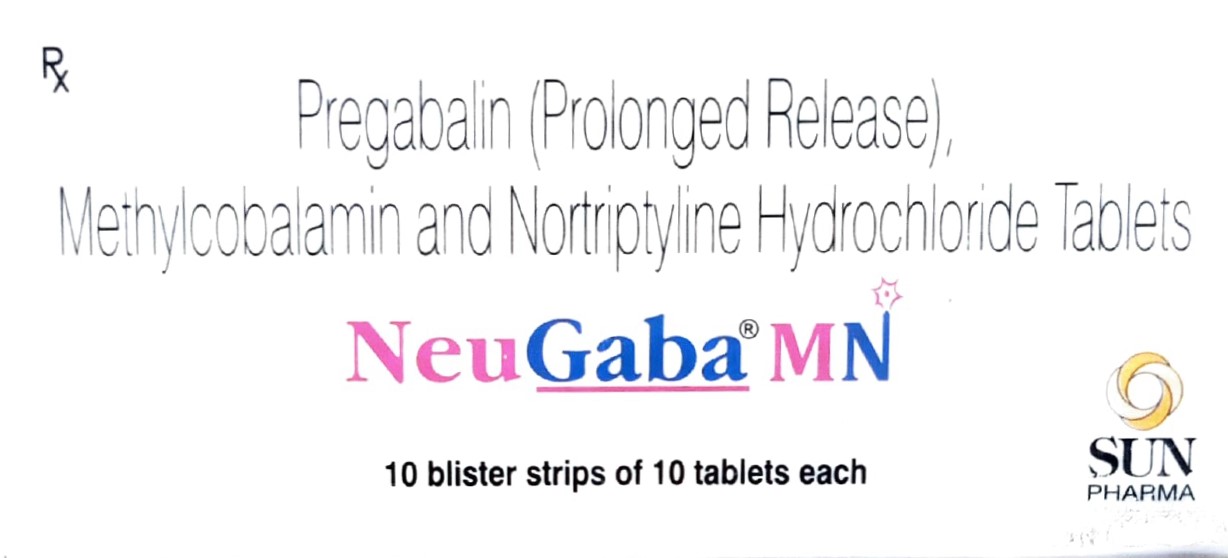 Rx
Pregabalin (Prolonged Release),
Methylcobalamin and Nortriptyline Hydrochloride Tablets
NeuGaba® MN
10 blister strips of 10 tablets each
SUN
PHARMA